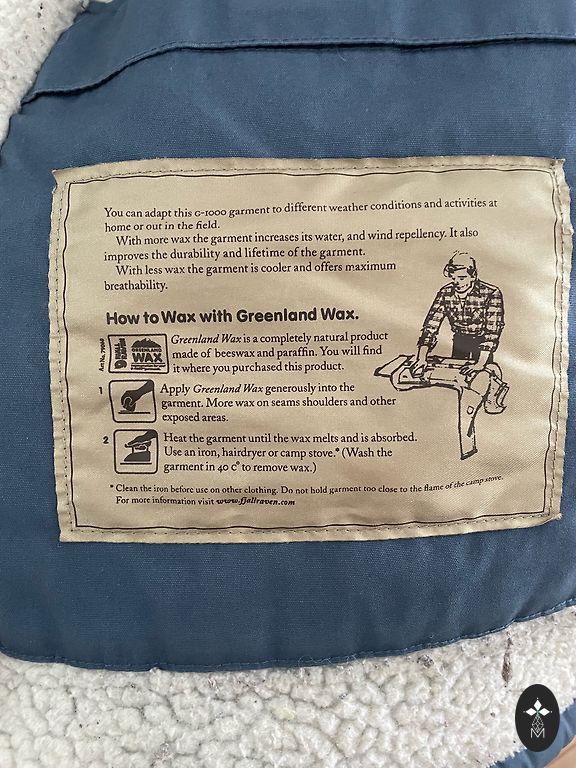 You can adapt this G-1000 garment to different weather conditions and activities at
home or out in the field.
With more wax the garment increases its water, and wind repellency. It also
improves the durability and lifetime of the garment.
With less wax the garment is cooler and offers maximum
breathability.
How to Wax with Greenland Wax.
GREENLAND
WAX
Greenland Wax is a completely natural product
made of beeswax and paraffin. You will find
it where you purchased this product.
1 Apply Greenland Wax generously into the
garment. More wax on seams shoulders and other
exposed areas.
2 Heat the garment until the wax melts and is absorbed.
Use an iron, hairdryer or camp stove.* (Wash the
garment in 40 c° to remove wax.)
* Clean the iron before use on other clothing. Do not hold garment too close to the flame of the camp stove.
For more information visit www.fjallraven.com
M